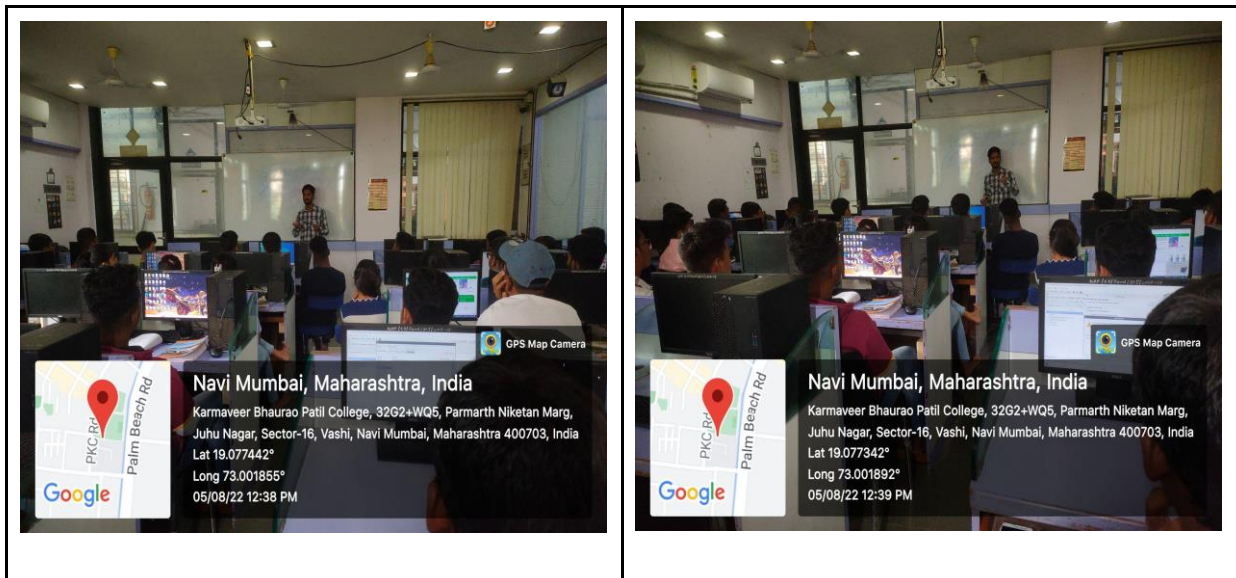 GPS Map Camera
Navi Mumbai, Maharashtra, India
Karmaveer Bhaurao Patil College, 32G2+WQ5, Parmarth Niketan Marg,
Juhu Nagar, Sector-16, Vashi, Navi Mumbai, Maharashtra 400703, India
Lat 19.077442°
Long 73.001855°
05/08/22 12:38 PM
PKC Rd
Palm Beach Rd
Google
GPS Map Camera
Navi Mumbai, Maharashtra, India
Karmaveer Bhaurao Patil College, 32G2+WQ5, Parmarth Niketan Marg,
Juhu Nagar, Sector-16, Vashi, Navi Mumbai, Maharashtra 400703, India
Lat 19.077342°
Long 73.001892°
05/08/22 12:39 PM
PKC Rd
Palm Beach Rd
Google